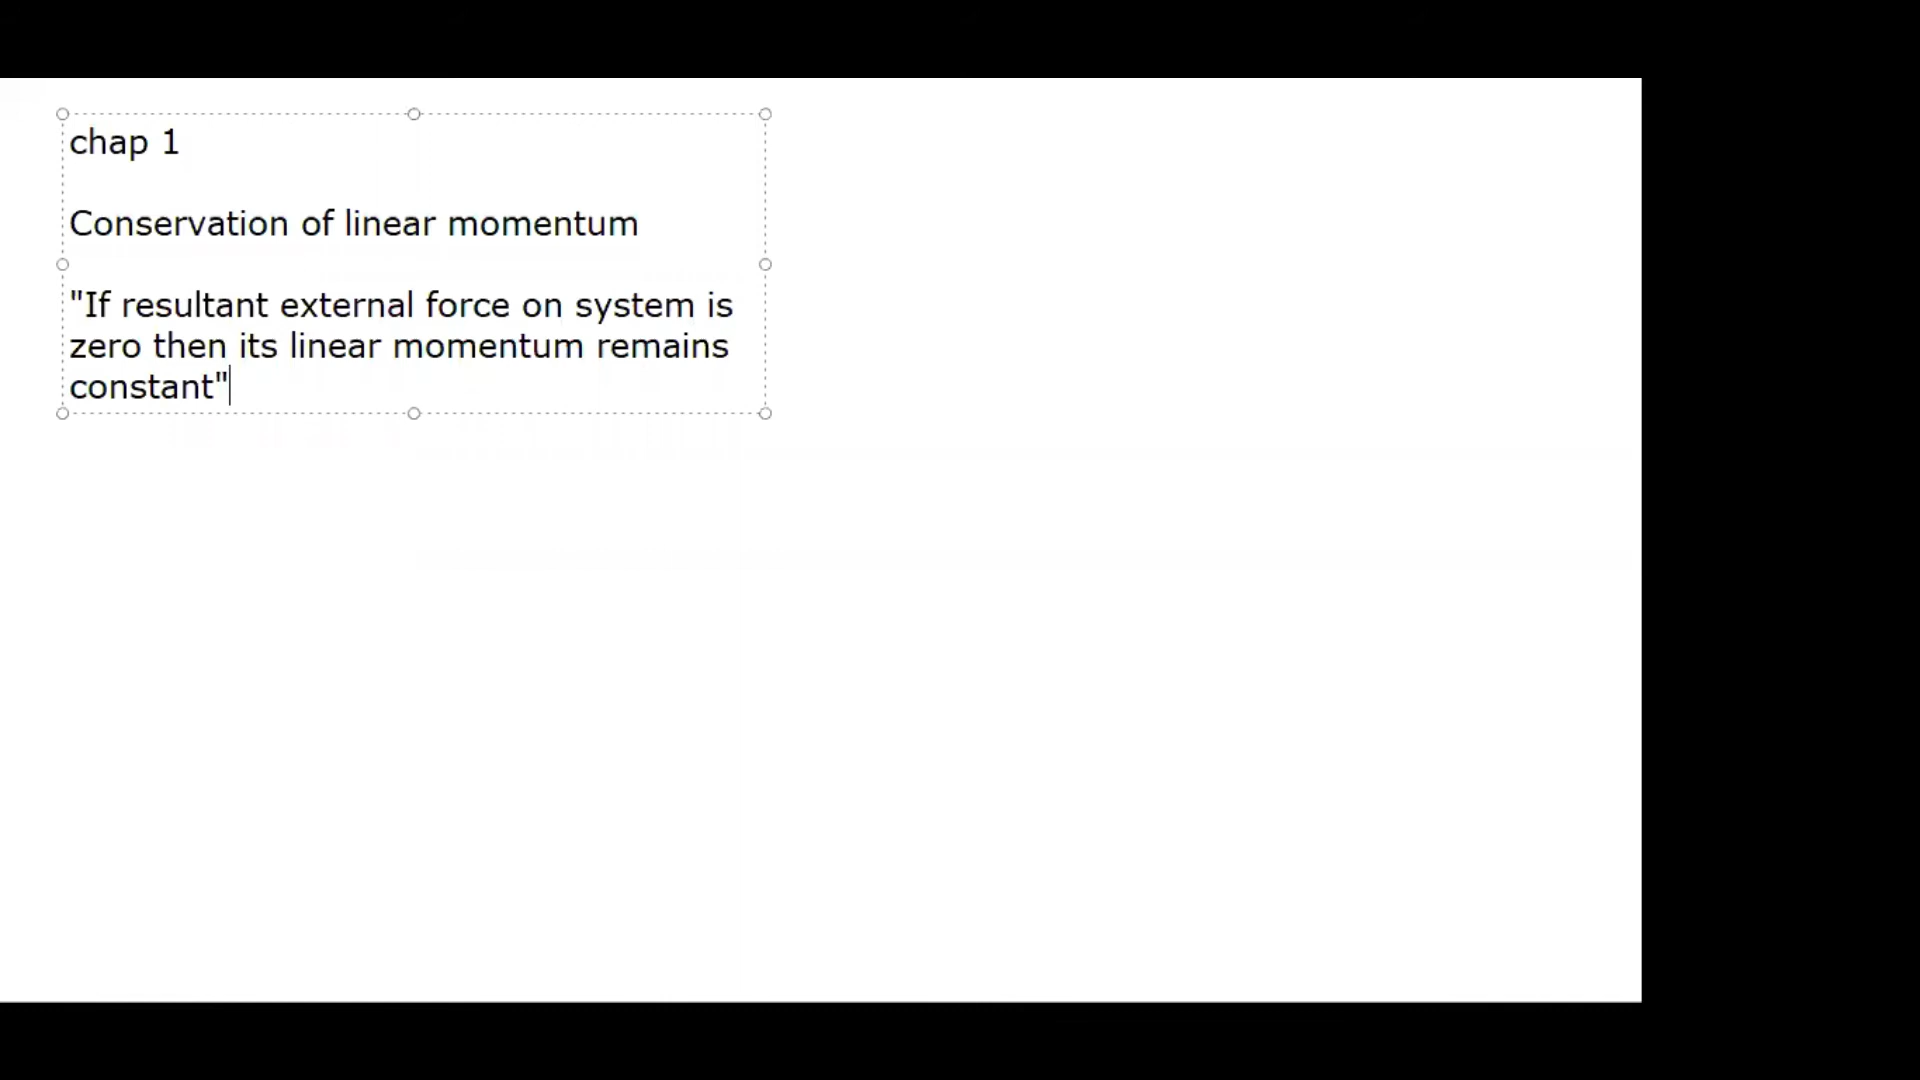 chap 1
Conservation of linear momentum
"If resultant external force on system is
zero then its linear momentum remains
constant"